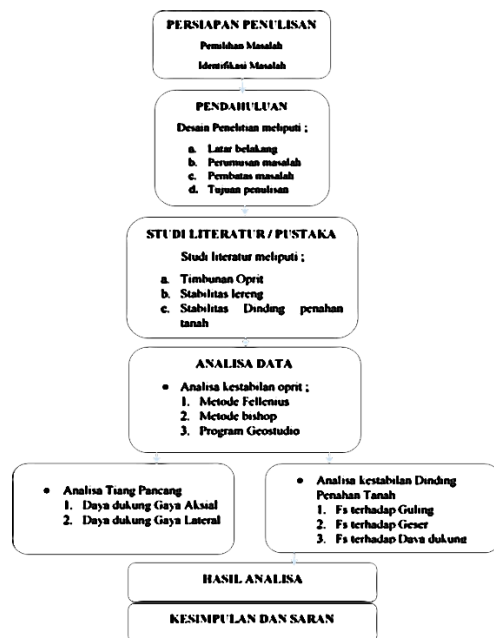 PERSIAPAN PENULISAN
Pemilihan Masalah
Identifikasi Masalah
PENDAHULUAN
Desain Penelitian meliputi ;
a. Latar belakang
b. Perumusan masalah
c. Pembatas masalah
d. Tujuan penulisan
STUDI LITERATUR / PUSTAKA
Studi literatur meliputi ;
a. Timbunan Oprit
b. Stabilitas lereng
c. Stabilitas Dinding penahan
tanah
ANALISA DATA
• Analisa kestabilan oprit ;
1. Metode Fellenius
2. Metode bishop
3. Program Geostudio
• Analisa Tiang Pancang
1. Daya dukung Gaya Aksial
2. Daya dukung Gaya Lateral
• Analisa kestabilan Dinding
Penahan Tanah
1. Fs terhadap Guling
2. Fs terhadap Geser
3. Fs terhadap Daya dukung
HASIL ANALISA
KESIMPULAN DAN SARAN